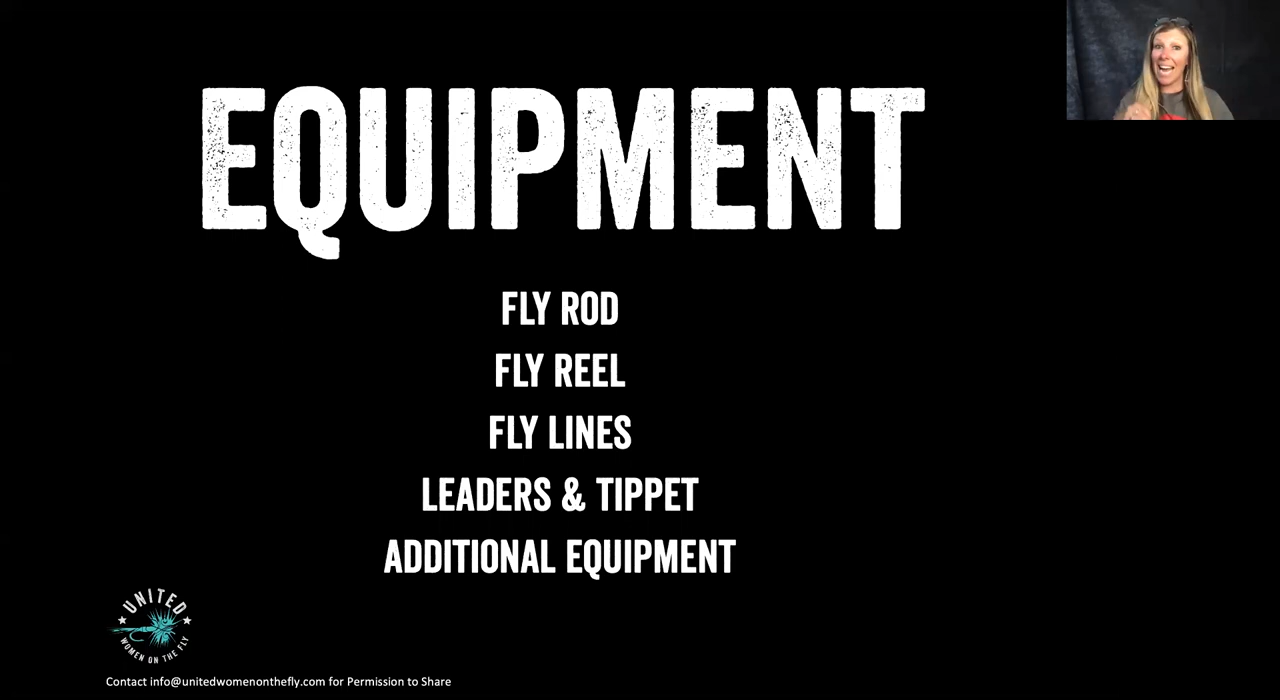 EQUIPMENT
FLY ROD
FLY REEL
FLY LINES
LEADERS & TIPPET
ADDITIONAL EQUIPMENT
UNITED
WOMEN ON THE FLY
Contact info@unitedwomenonthefly.com for Permission to Share